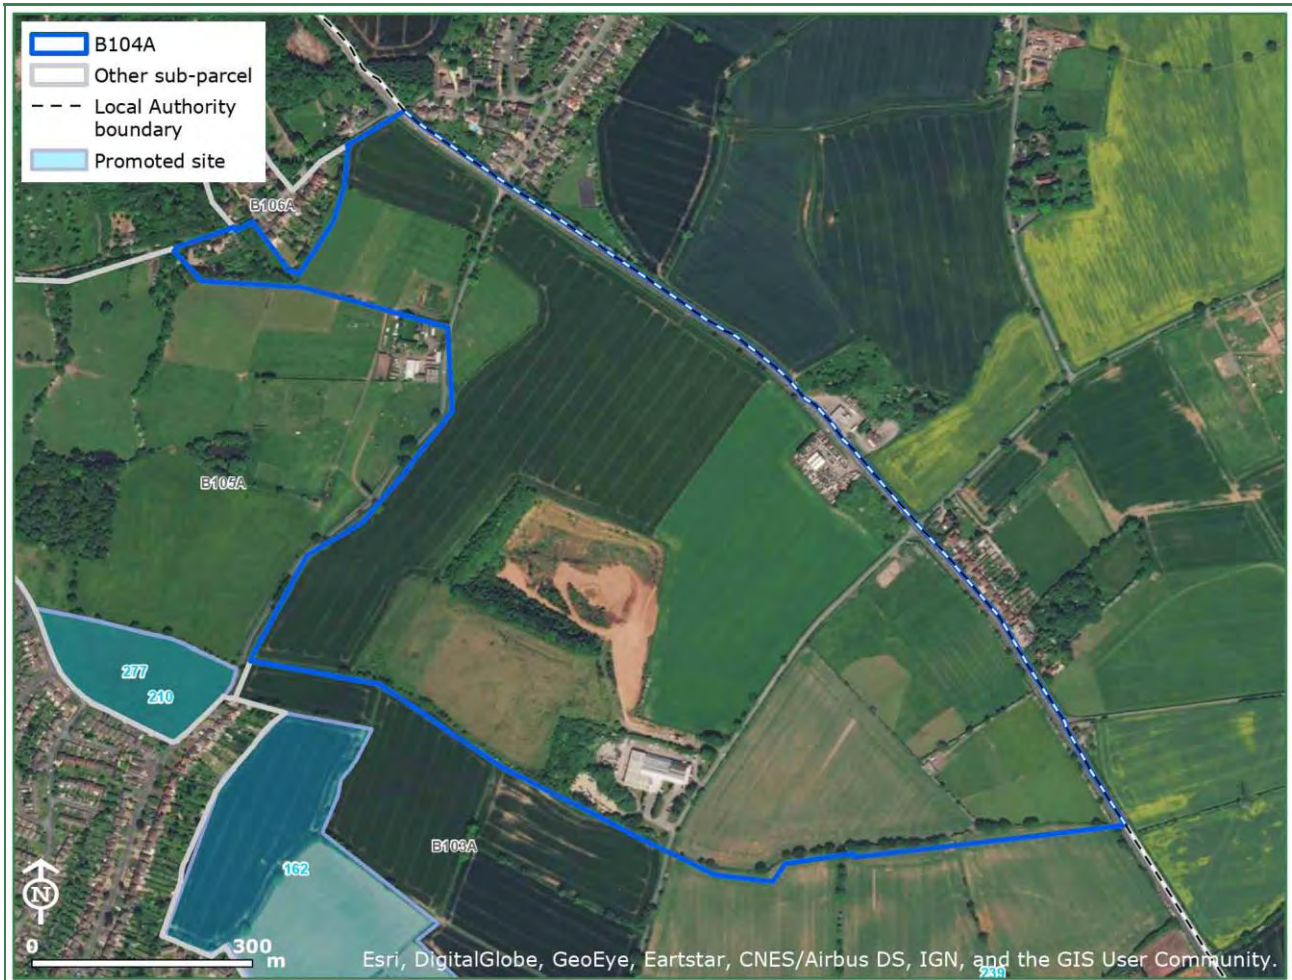 B104A
Other sub-parcel
Local Authority
boundary
Promoted site
B106A
B105A
277
210
B103A
162
N
0 300
m
Esri, DigitalGlobe, GeoEye, Eartstar, CNES/Airbus DS, IGN, and the GIS User Community.
239